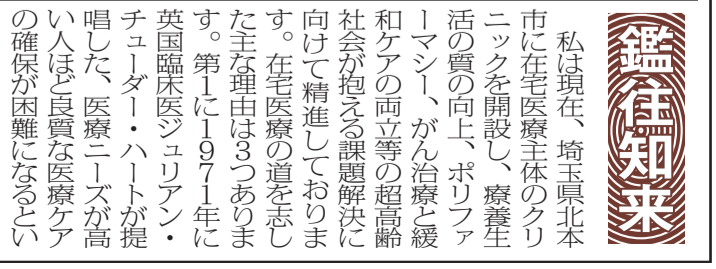 鑑往知来
私は現在、埼玉県北本
市に在宅医療主体のクリ
ニックを開設し、療養生
活の質の向上、ポリファ
ーマシー、がん治療と緩
和ケアの両立等の超高齢
社会が抱える課題解決に
向けて精進しておりま
す。在宅医療の道を志し
た主な理由は3つありま
す。第1に1971年に
英国臨床医ジュリアン・
チューダー・ハートが提
唱した、医療ニーズが高
い人ほど良質な医療ケア
の確保が困難になるとい